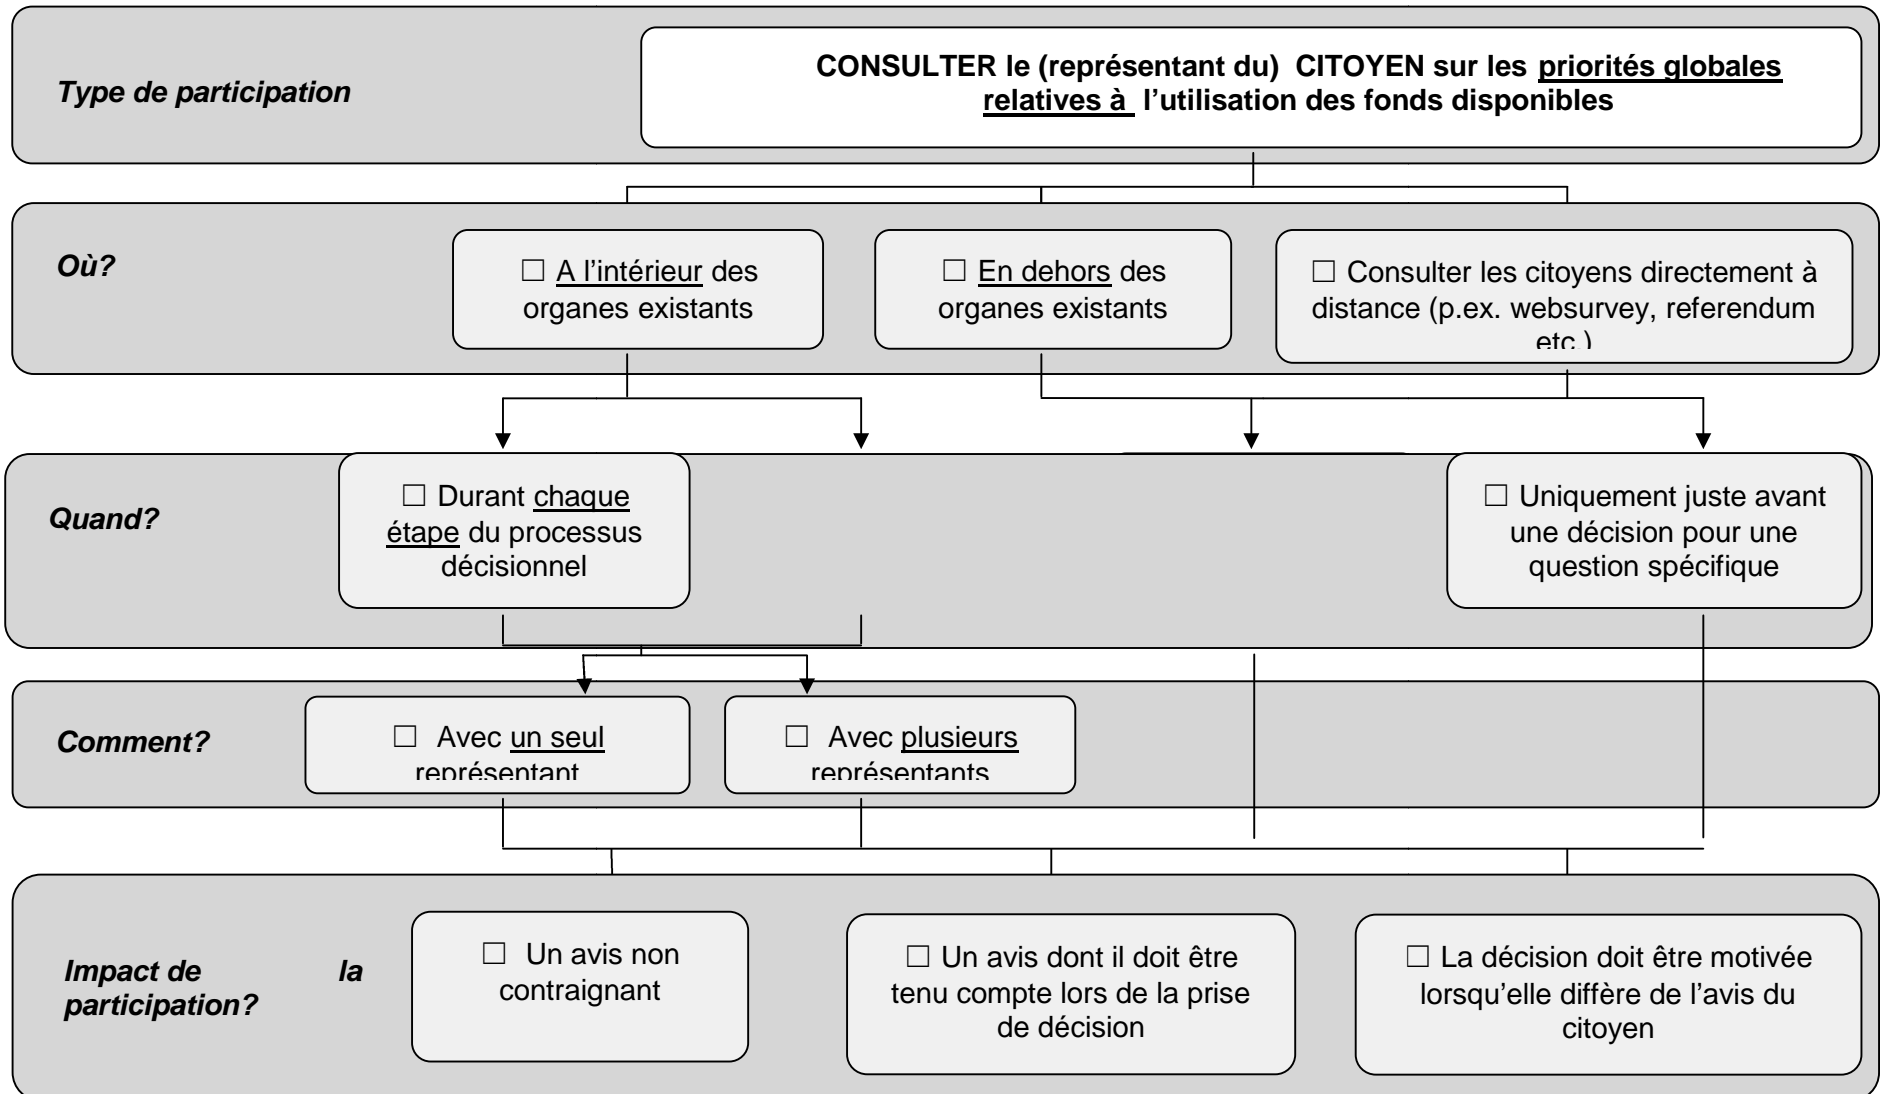 Type de participation
CONSULTER le (représentant du) CITOYEN sur les priorités globales
relatives à l’utilisation des fonds disponibles
Où?
☐ A l’intérieur des
organes existants
☐ En dehors des
organes existants
☐ Consulter les citoyens directement à
distance (p.ex. websurvey, referendum
etc.)
Quand?
☐ Durant chaque
étape du processus
décisionnel
☐ Uniquement juste avant
une décision pour une
question spécifique
Comment?
☐ Avec un seul
représentant
☐ Avec plusieurs
représentants
Impact de la
participation?
☐ Un avis non
contraignant
☐ Un avis dont il doit être
tenu compte lors de la prise
de décision
☐ La décision doit être motivée
lorsqu’elle diffère de l’avis du
citoyen